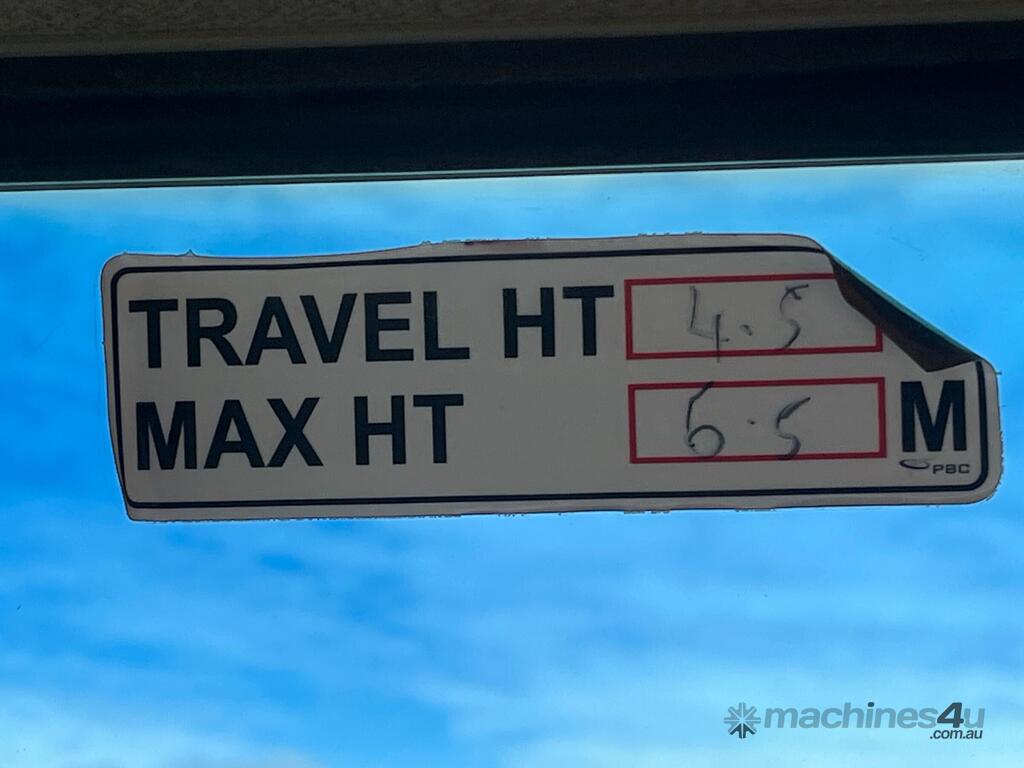 TRAVEL HT 4.5
MAX HT 6.5 M
PBC
machines4u
.com.au